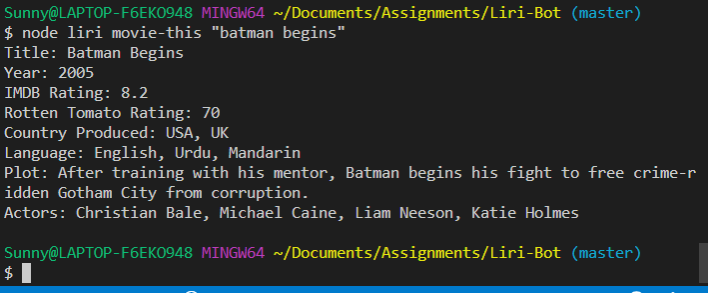 Sunny@LAPTOP-F6EKO948 MINGW64 ~/Documents/Assignments/Liri-Bot (master)
$ node liri movie-this "batman begins"
Title: Batman Begins
Year: 2005
IMDB Rating: 8.2
Rotten Tomato Rating: 70
Country Produced: USA, UK
Language: English, Urdu, Mandarin
Plot: After training with his mentor, Batman begins his fight to free crime-r
idden Gotham City from corruption.
Actors: Christian Bale, Michael Caine, Liam Neeson, Katie Holmes
Sunny@LAPTOP-F6EKO948 MINGW64 ~/Documents/Assignments/Liri-Bot (master)
$